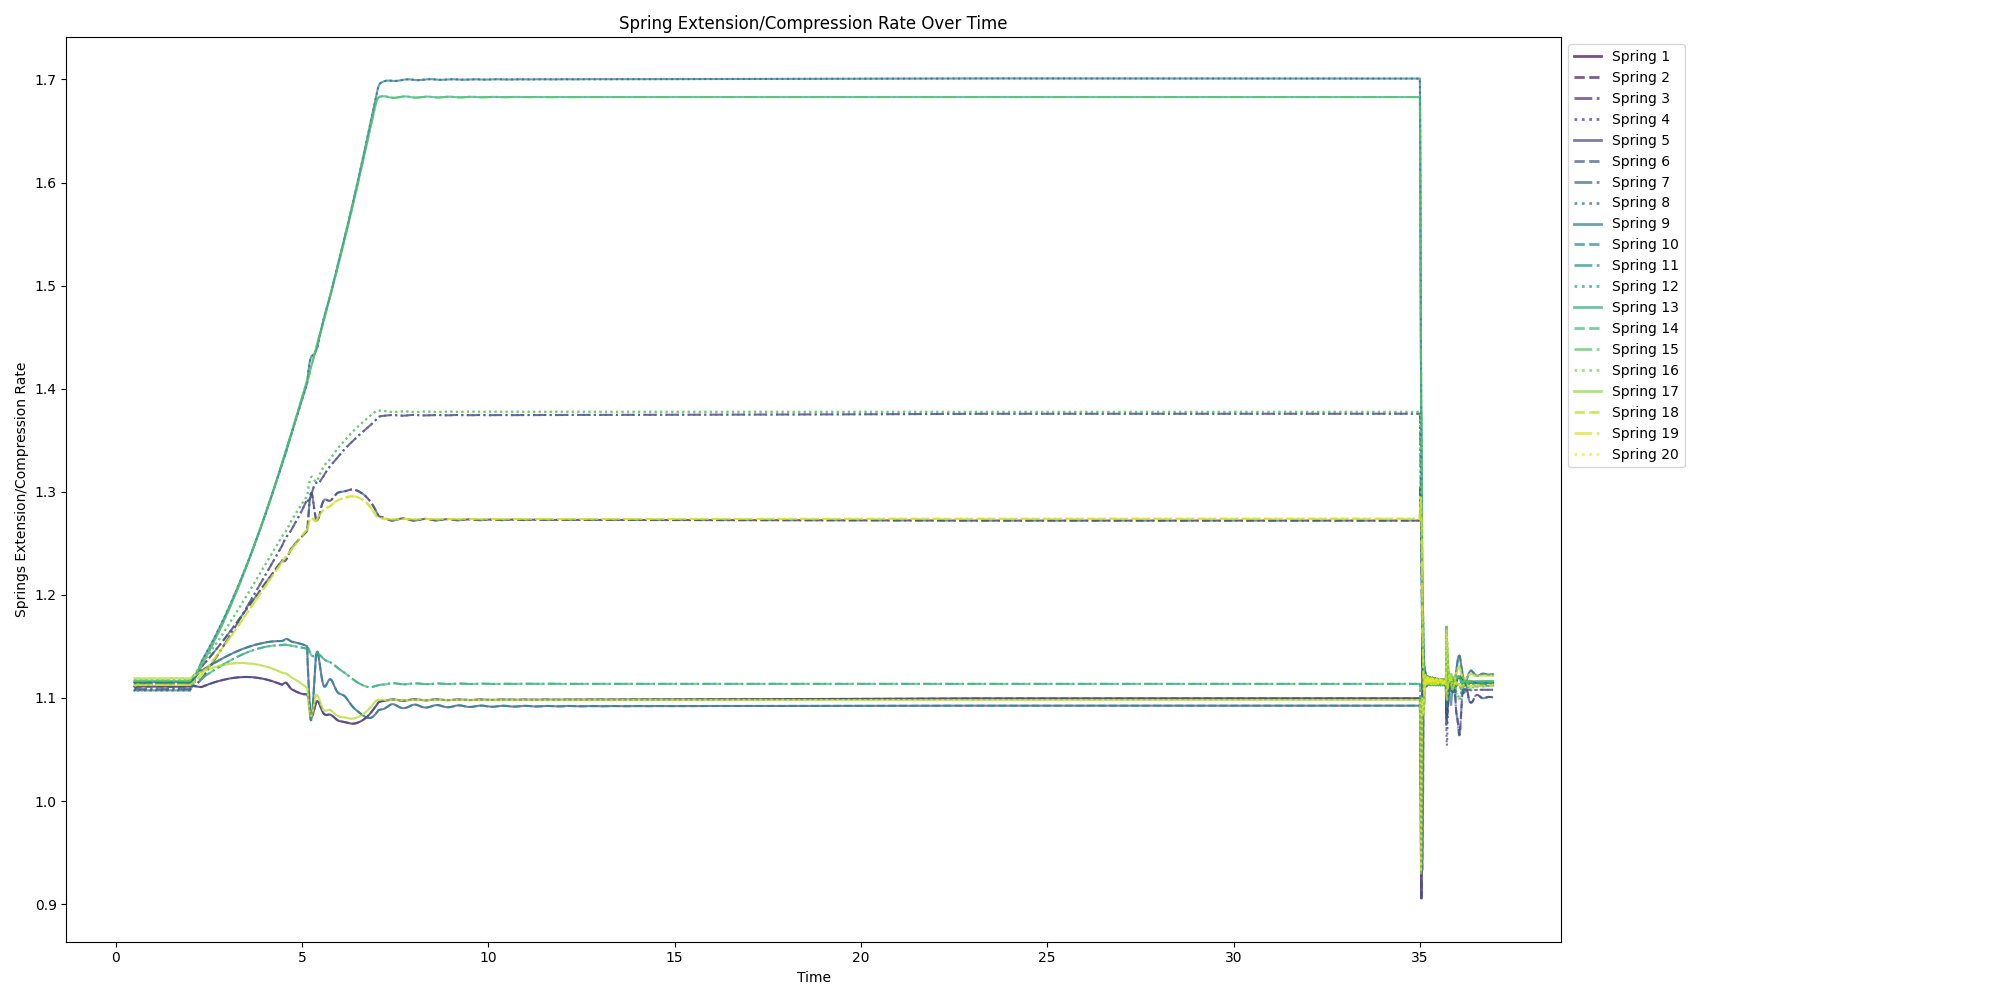 Spring Extension/Compression Rate Over Time
Springs Extension/Compression Rate
1.7
1.6
1.5
1.4
1.3
1.2
1.1
1.0
0.9
0
5
10
15
20
25
30
35
Time
Spring 1
Spring 2
Spring 3
Spring 4
Spring 5
Spring 6
Spring 7
Spring 8
Spring 9
Spring 10
Spring 11
Spring 12
Spring 13
Spring 14
Spring 15
Spring 16
Spring 17
Spring 18
Spring 19
Spring 20